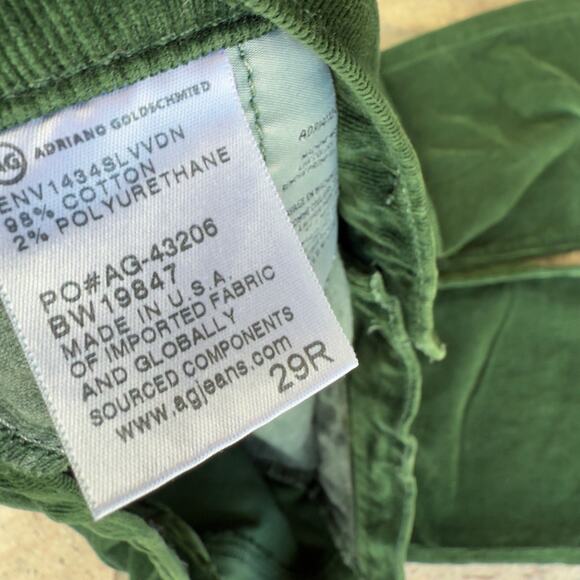 AG ADRIANO GOLDSCHMIED
ENV1434SLVVDN
98% COTTON
2% POLYURETHANE
PO#AG-43206
BW19847
MADE IN U.S.A.
OF IMPORTED FABRIC
AND GLOBALLY
SOURCED COMPONENTS
www.agjeans.com
29R